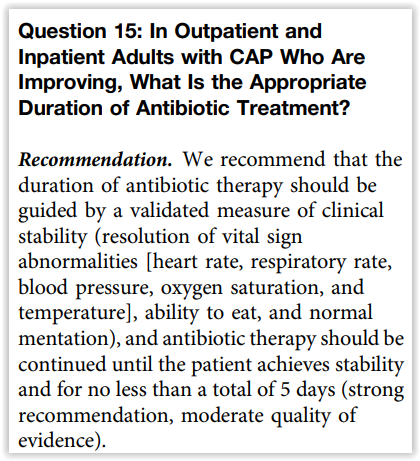 Question 15: In Outpatient and
Inpatient Adults with CAP Who Are
Improving, What Is the Appropriate
Duration of Antibiotic Treatment?
Recommendation. We recommend that the
duration of antibiotic therapy should be
guided by a validated measure of clinical
stability (resolution of vital sign
abnormalities [heart rate, respiratory rate,
blood pressure, oxygen saturation, and
temperature], ability to eat, and normal
mentation), and antibiotic therapy should be
continued until the patient achieves stability
and for no less than a total of 5 days (strong
recommendation, moderate quality of
evidence).